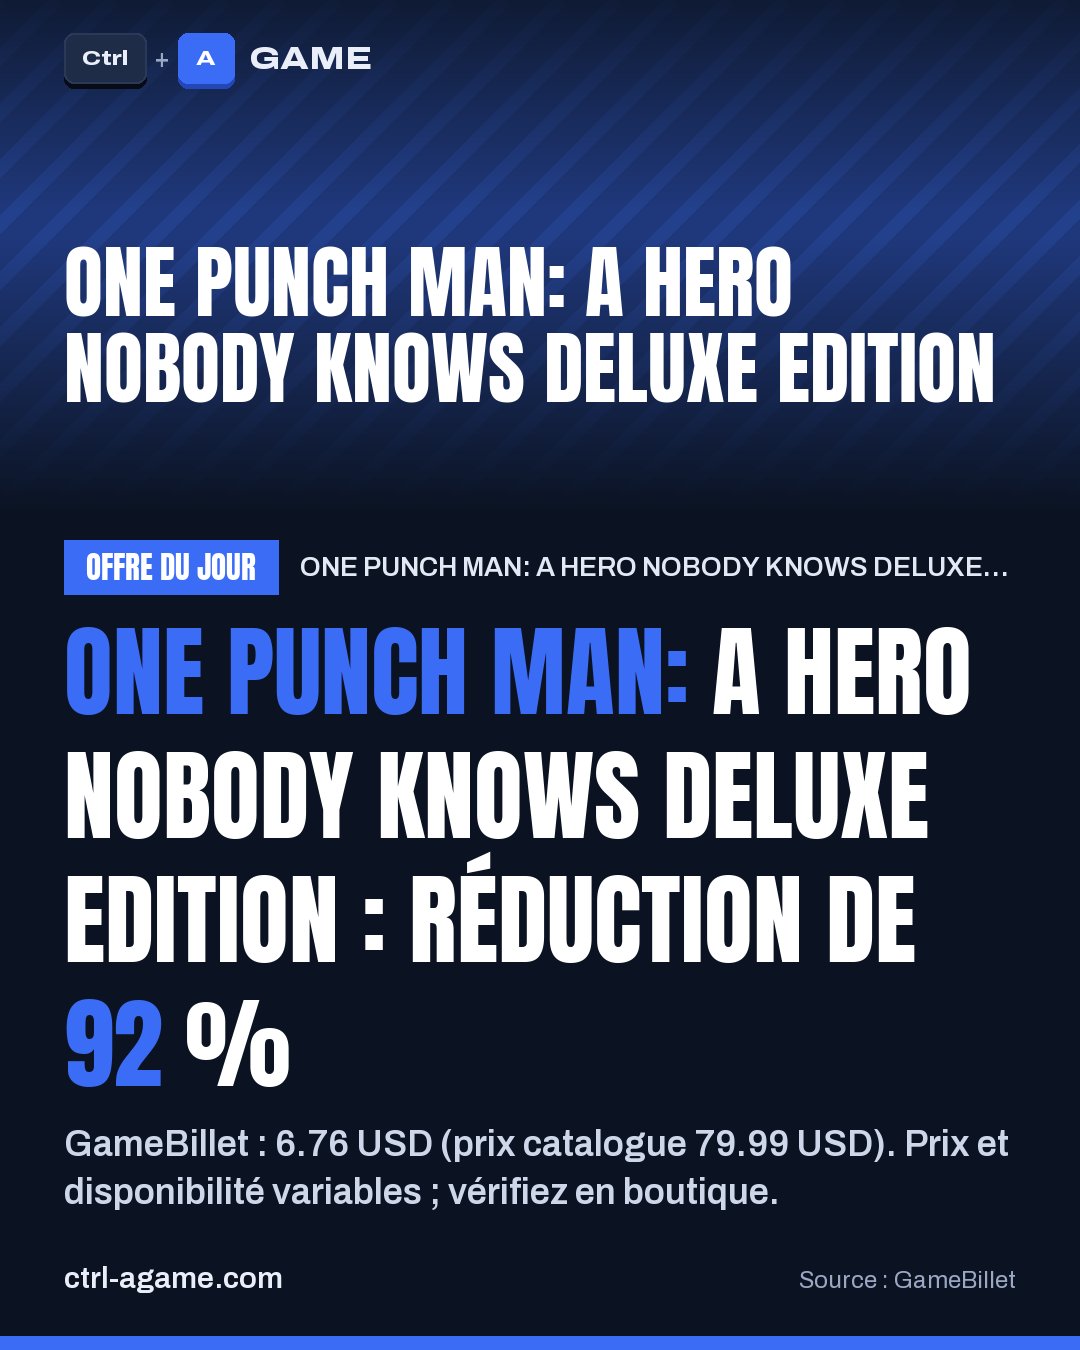 Ctrl + A GAME
ONE PUNCH MAN: A HERO
NOBODY KNOWS DELUXE EDITION
OFFRE DU JOUR ONE PUNCH MAN: A HERO NOBODY KNOWS DELUXE...
ONE PUNCH MAN: A HERO
NOBODY KNOWS DELUXE
EDITION : RÉDUCTION DE
92 %
GameBillet : 6.76 USD (prix catalogue 79.99 USD). Prix et
disponibilité variables ; vérifiez en boutique.
ctrl-agame.com Source : GameBillet